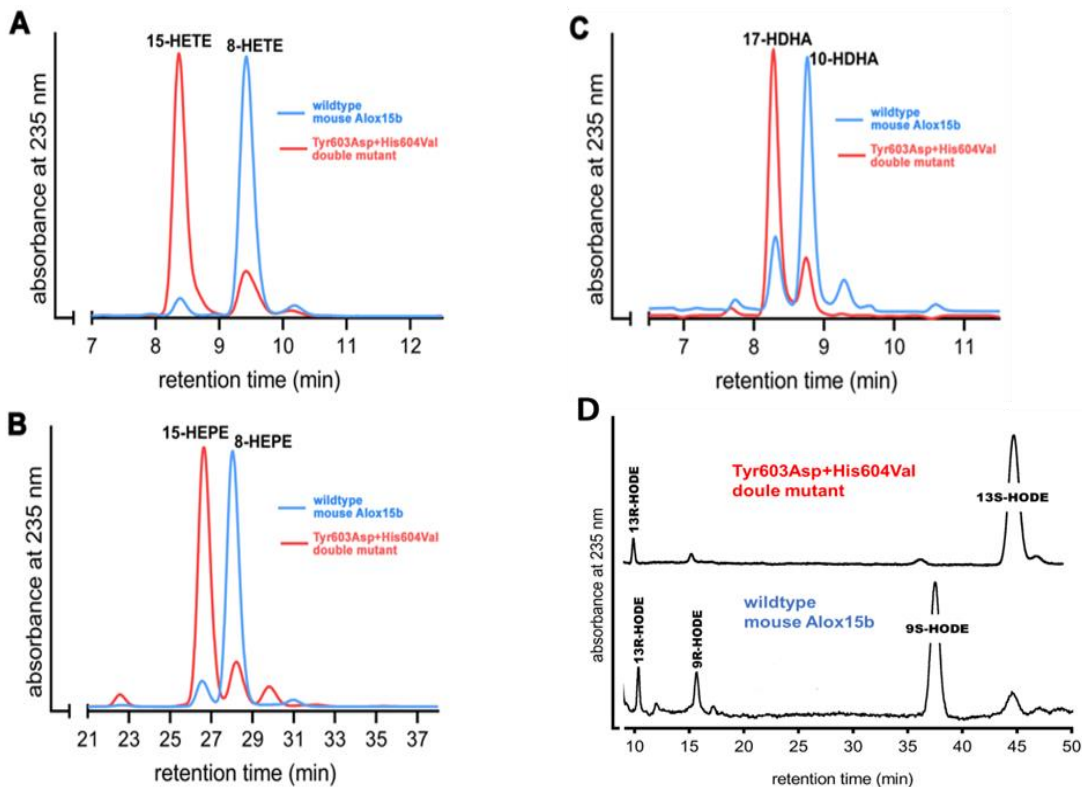 A
15-HETE
8-HETE
wildtype
mouse Alox15b
Tyr603Asp+His604Val
double mutant
absorbance at 235 nm
7 8 9 10 11 12
retention time (min)
B
15-HEPE
8-HEPE
wildtype
mouse Alox15b
Tyr603Asp+His604Val
double mutant
absorbance at 235 nm
21 23 25 27 29 31 33 35 37
retention time (min)
C
17-HDHA
10-HDHA
wildtype
mouse Alox15b
Tyr603Asp+His604Val
double mutant
absorbance at 235 nm
7 8 9 10 11
retention time (min)
D
Tyr603Asp+His604Val
doule mutant
13R-HODE
13S-HODE
wildtype
mouse Alox15b
13R-HODE
9R-HODE
9S-HODE
absorbance at 235 nm
10 15 20 25 30 35 40 45 50
retention time (min)